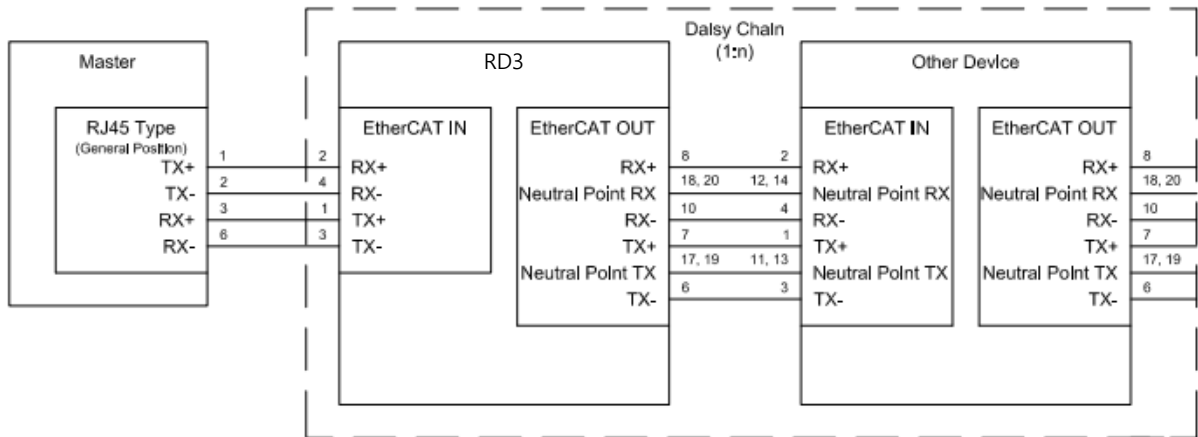 Daisy Chain
(1:n)
Master
RD3
Other Device
RJ45 Type
(General Position)
TX+
TX-
RX+
RX-
1
2
3
6
2
4
1
3
EtherCAT IN
RX+
RX-
TX+
TX-
EtherCAT OUT
RX+
Neutral Point RX
RX-
TX+
Neutral Point TX
TX-
8
18, 20
10
7
17, 19
6
2
12, 14
4
1
11, 13
3
EtherCAT IN
RX+
Neutral Point RX
RX-
TX+
Neutral Point TX
TX-
EtherCAT OUT
RX+
Neutral Point RX
RX-
TX+
Neutral Point TX
TX-
8
18, 20
10
7
17, 19
6